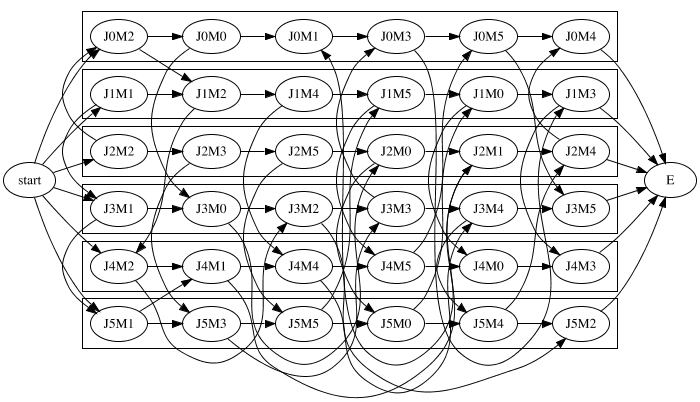 J0M2 J0M0 J0M1 J0M3 J0M5 J0M4
J1M1 J1M2 J1M4 J1M5 J1M0 J1M3
J2M2 J2M3 J2M5 J2M0 J2M1 J2M4
start E
J3M1 J3M0 J3M2 J3M3 J3M4 J3M5
J4M2 J4M1 J4M4 J4M5 J4M0 J4M3
J5M1 J5M3 J5M5 J5M0 J5M4 J5M2